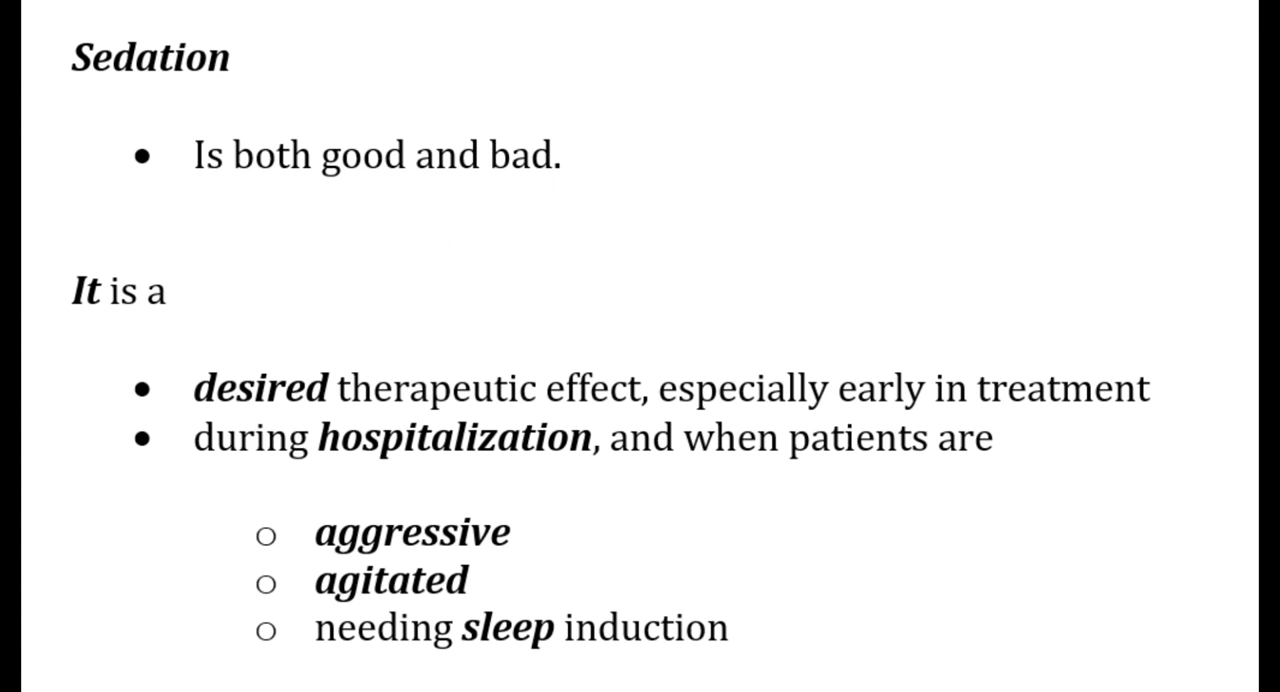 Sedation
• Is both good and bad.
It is a
• desired therapeutic effect, especially early in treatment
• during hospitalization, and when patients are
o aggressive
o agitated
o needing sleep induction